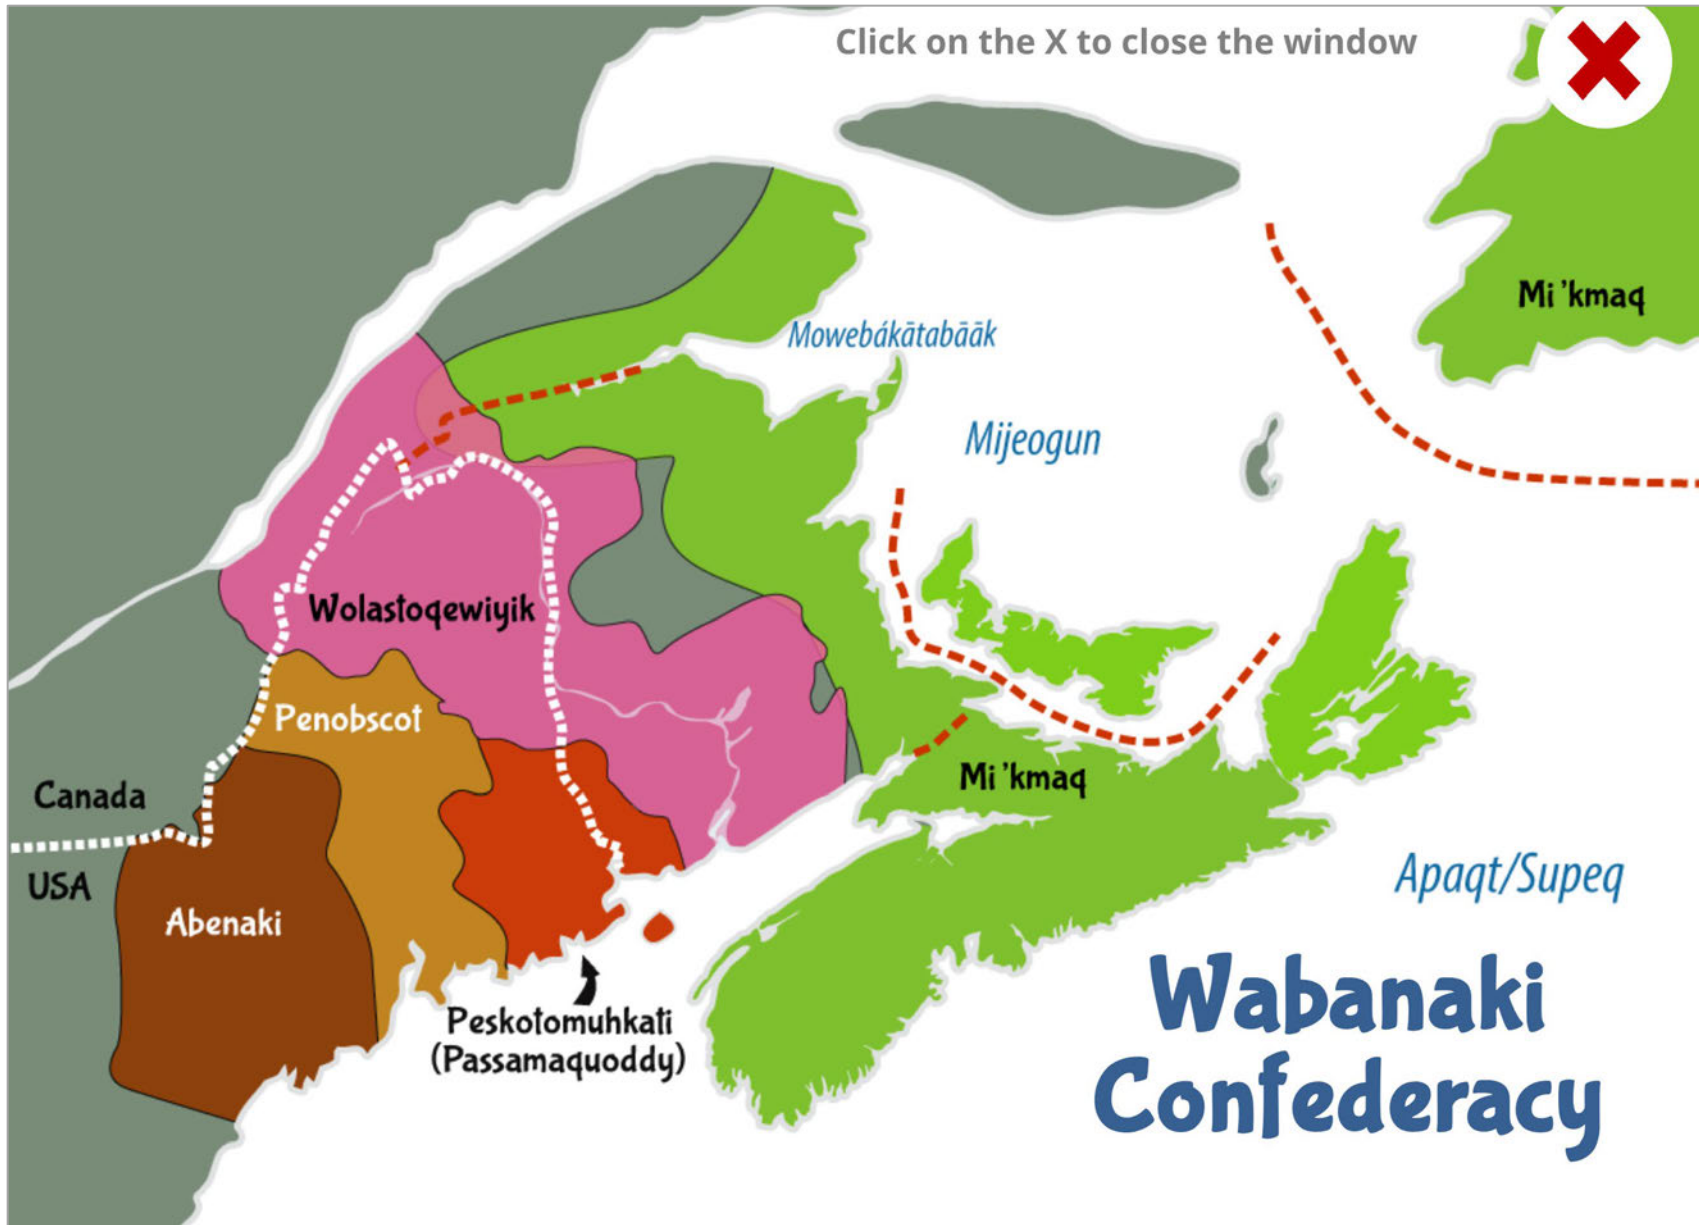 Click on the X to close the window
Mi'kmaq
Mowebákātabāāk
Mijeogun
Wolastoqewiyik
Penobscot
Canada
Mi'kmaq
USA
Abenaki
Apaqt/Supeq
Peskotomuhkati
(Passamaquoddy)
Wabanaki
Confederacy